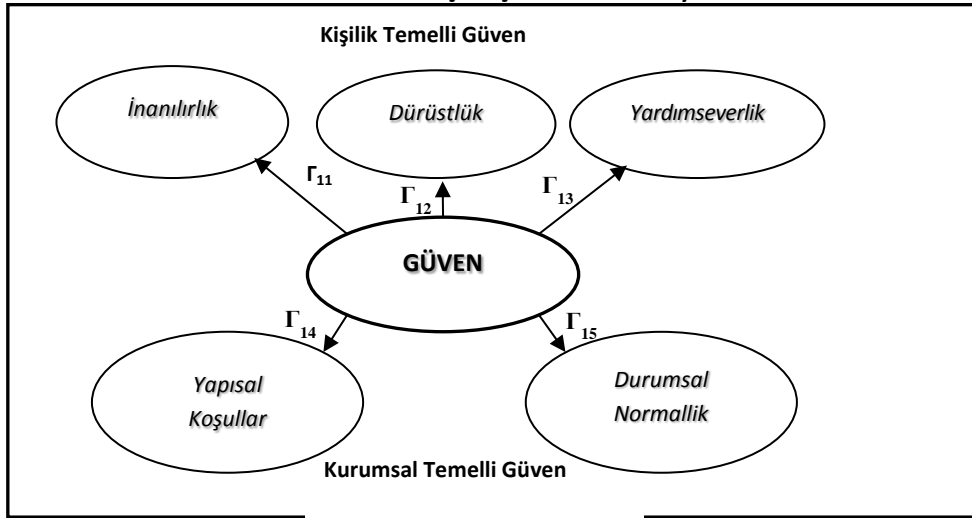 Kişilik Temelli Güven
İnanılırlık
Dürüstlük
Yardımseverlik
Γ11
Γ12
Γ13
GÜVEN
Γ14
Γ15
Yapısal
Koşullar
Durumsal
Normallik
Kurumsal Temelli Güven